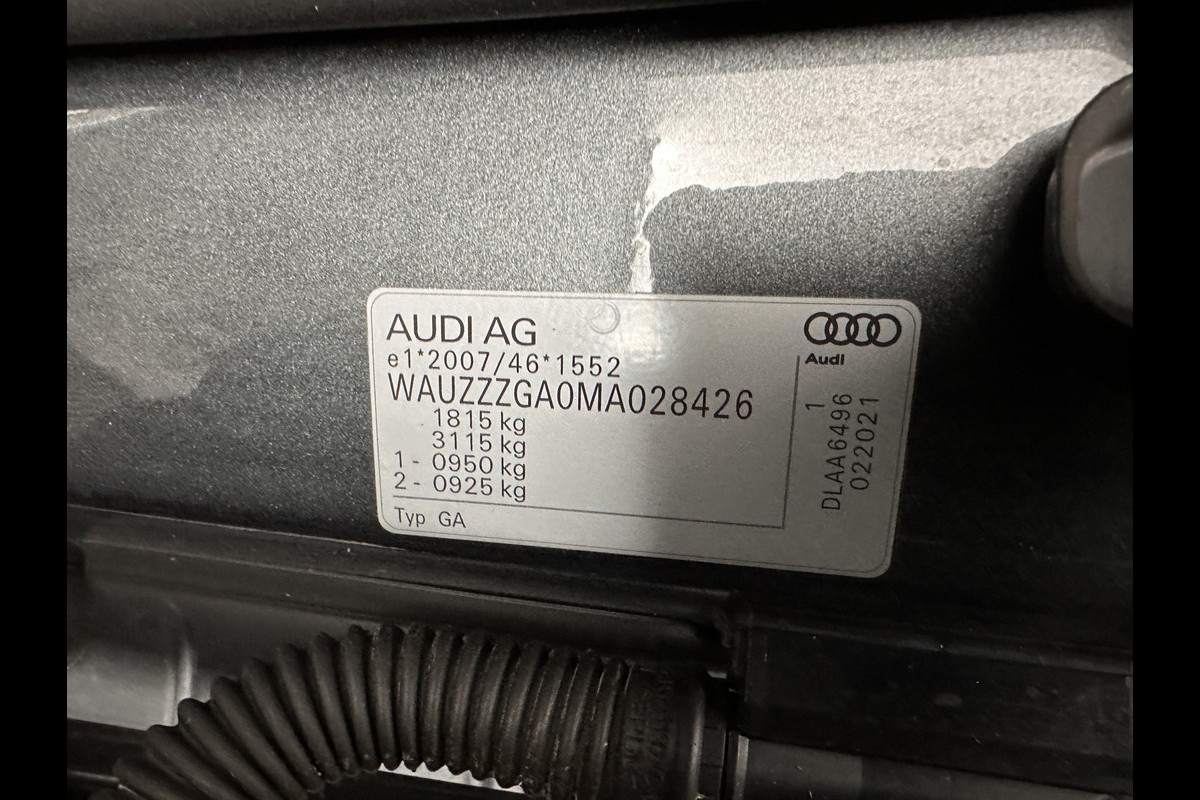 AUDI AG
e1*2007/46*1552
WAUZZZGA0MA028426
1815 kg
3115 kg
1 - 0950 kg
2 - 0925 kg
Typ GA
Audi
1
DLAA6496
022021